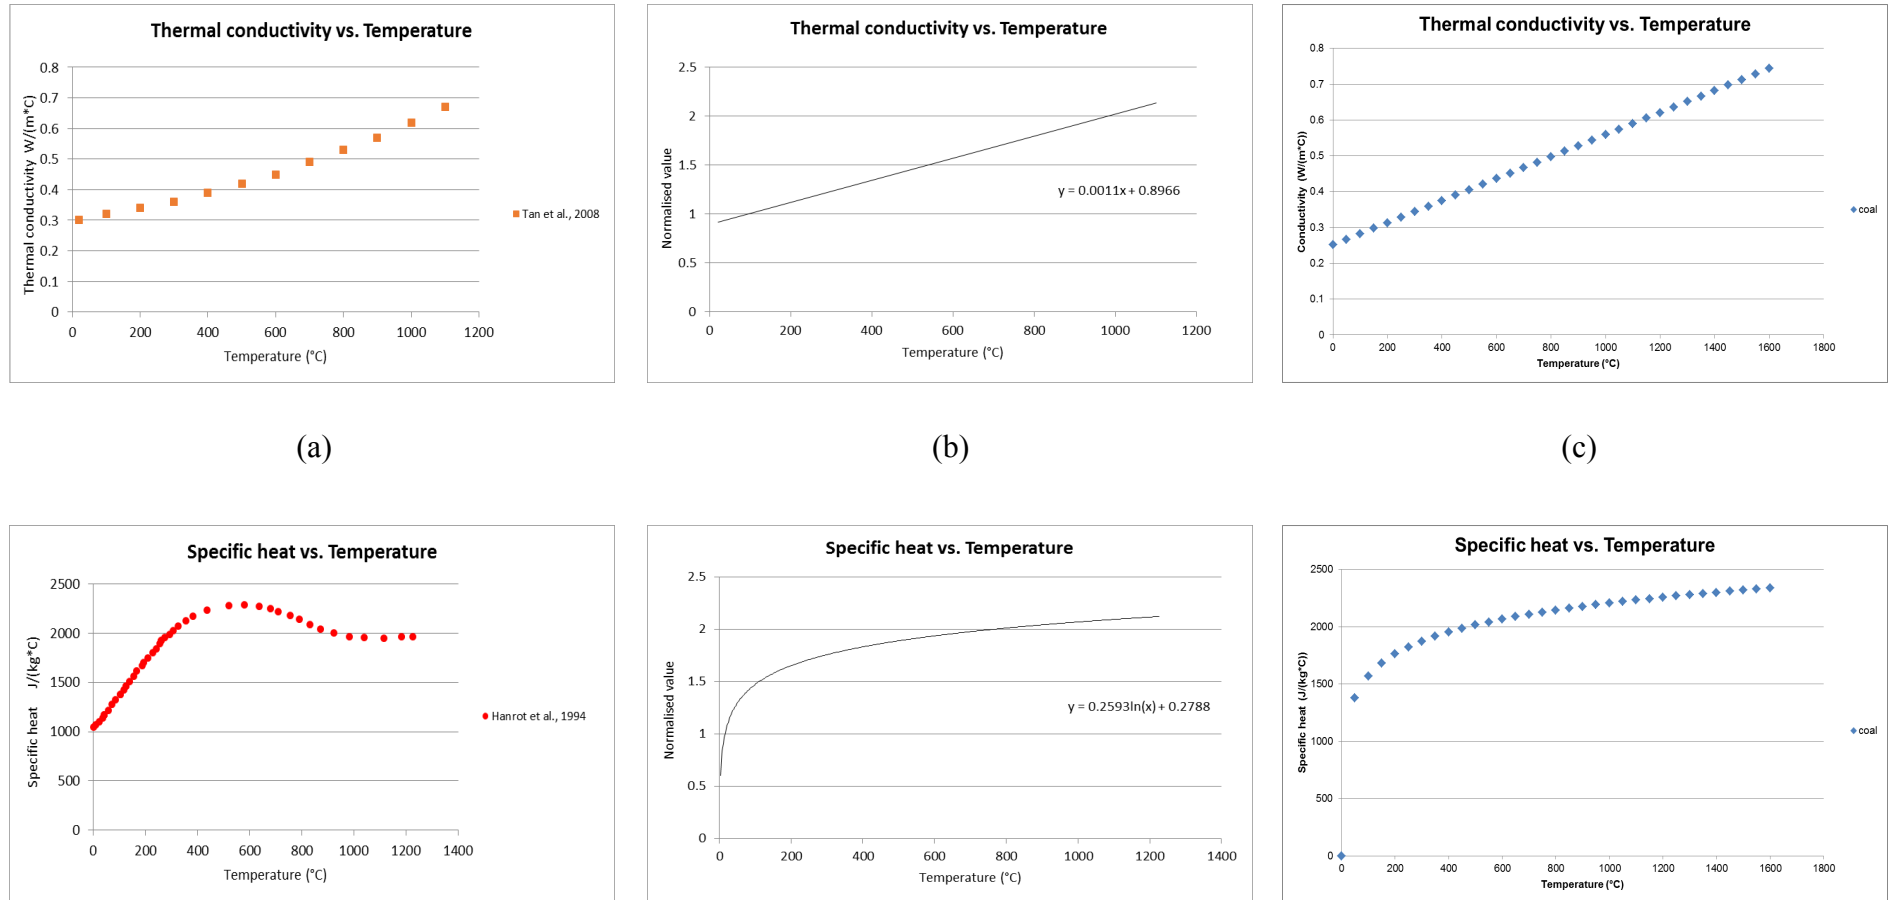 Thermal conductivity vs. Temperature
Thermal conductivity W/(m*C)
0.8
0.7
0.6
0.5
0.4
0.3
0.2
0.1
0
0 200 400 600 800 1000 1200
Temperature (°C)
Tan et al., 2008
Thermal conductivity vs. Temperature
Normalised value
2.5
2
1.5
1
0.5
0
0 200 400 600 800 1000 1200
Temperature (°C)
y = 0.0011x + 0.8966
Thermal conductivity vs. Temperature
Conductivity (W/(m*C))
0.8
0.7
0.6
0.5
0.4
0.3
0.2
0.1
0
0 200 400 600 800 1000 1200 1400 1600 1800
Temperature (°C)
coal
(a)
(b)
(c)
Specific heat vs. Temperature
Specific heat J/(kg*C)
2500
2000
1500
1000
500
0
0 200 400 600 800 1000 1200 1400
Temperature (°C)
Hanrot et al., 1994
Specific heat vs. Temperature
Normalised value
2.5
2
1.5
1
0.5
0
0 200 400 600 800 1000 1200 1400
Temperature (°C)
y = 0.2593ln(x) + 0.2788
Specific heat vs. Temperature
Specific heat (J/(kg*C))
2500
2000
1500
1000
500
0
0 200 400 600 800 1000 1200 1400 1600 1800
Temperature (°C)
coal